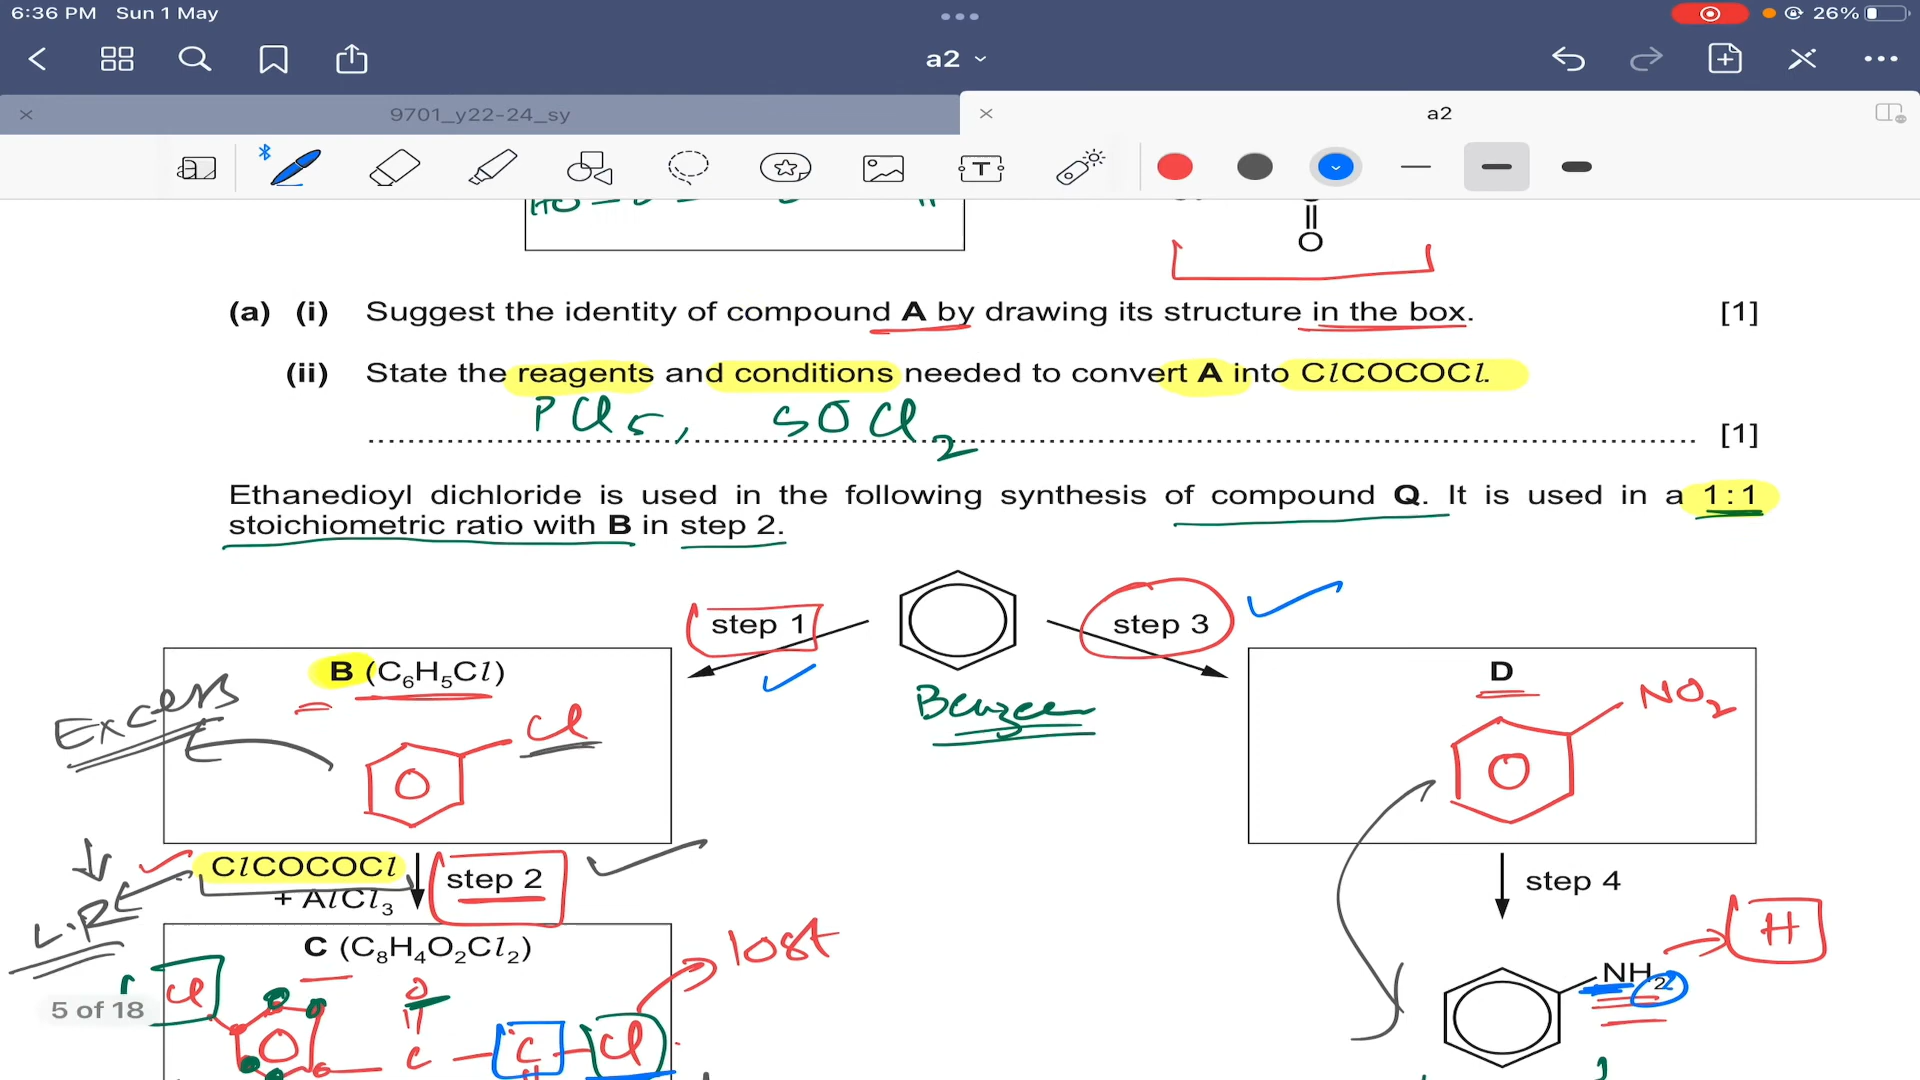 6:36 PM Sun 1 May
26%
a2
9701_y22-24_sy
a2
T
HO
O
(a) (i) Suggest the identity of compound A by drawing its structure in the box. [1]
(ii) State the reagents and conditions needed to convert A into ClCOCOCl.
PCl5, SOCl2
[1]
Ethanedioyl dichloride is used in the following synthesis of compound Q. It is used in a 1:1
stoichiometric ratio with B in step 2.
step 1
step 3
B (C6H5Cl)
D
Excess
Cl
NO2
ClCOCOCl
+ AlCl3
step 2
step 4
L.R
C (C8H4O2Cl2)
lost
H
NH2
Cl
O
5 of 18
C
C
Cl